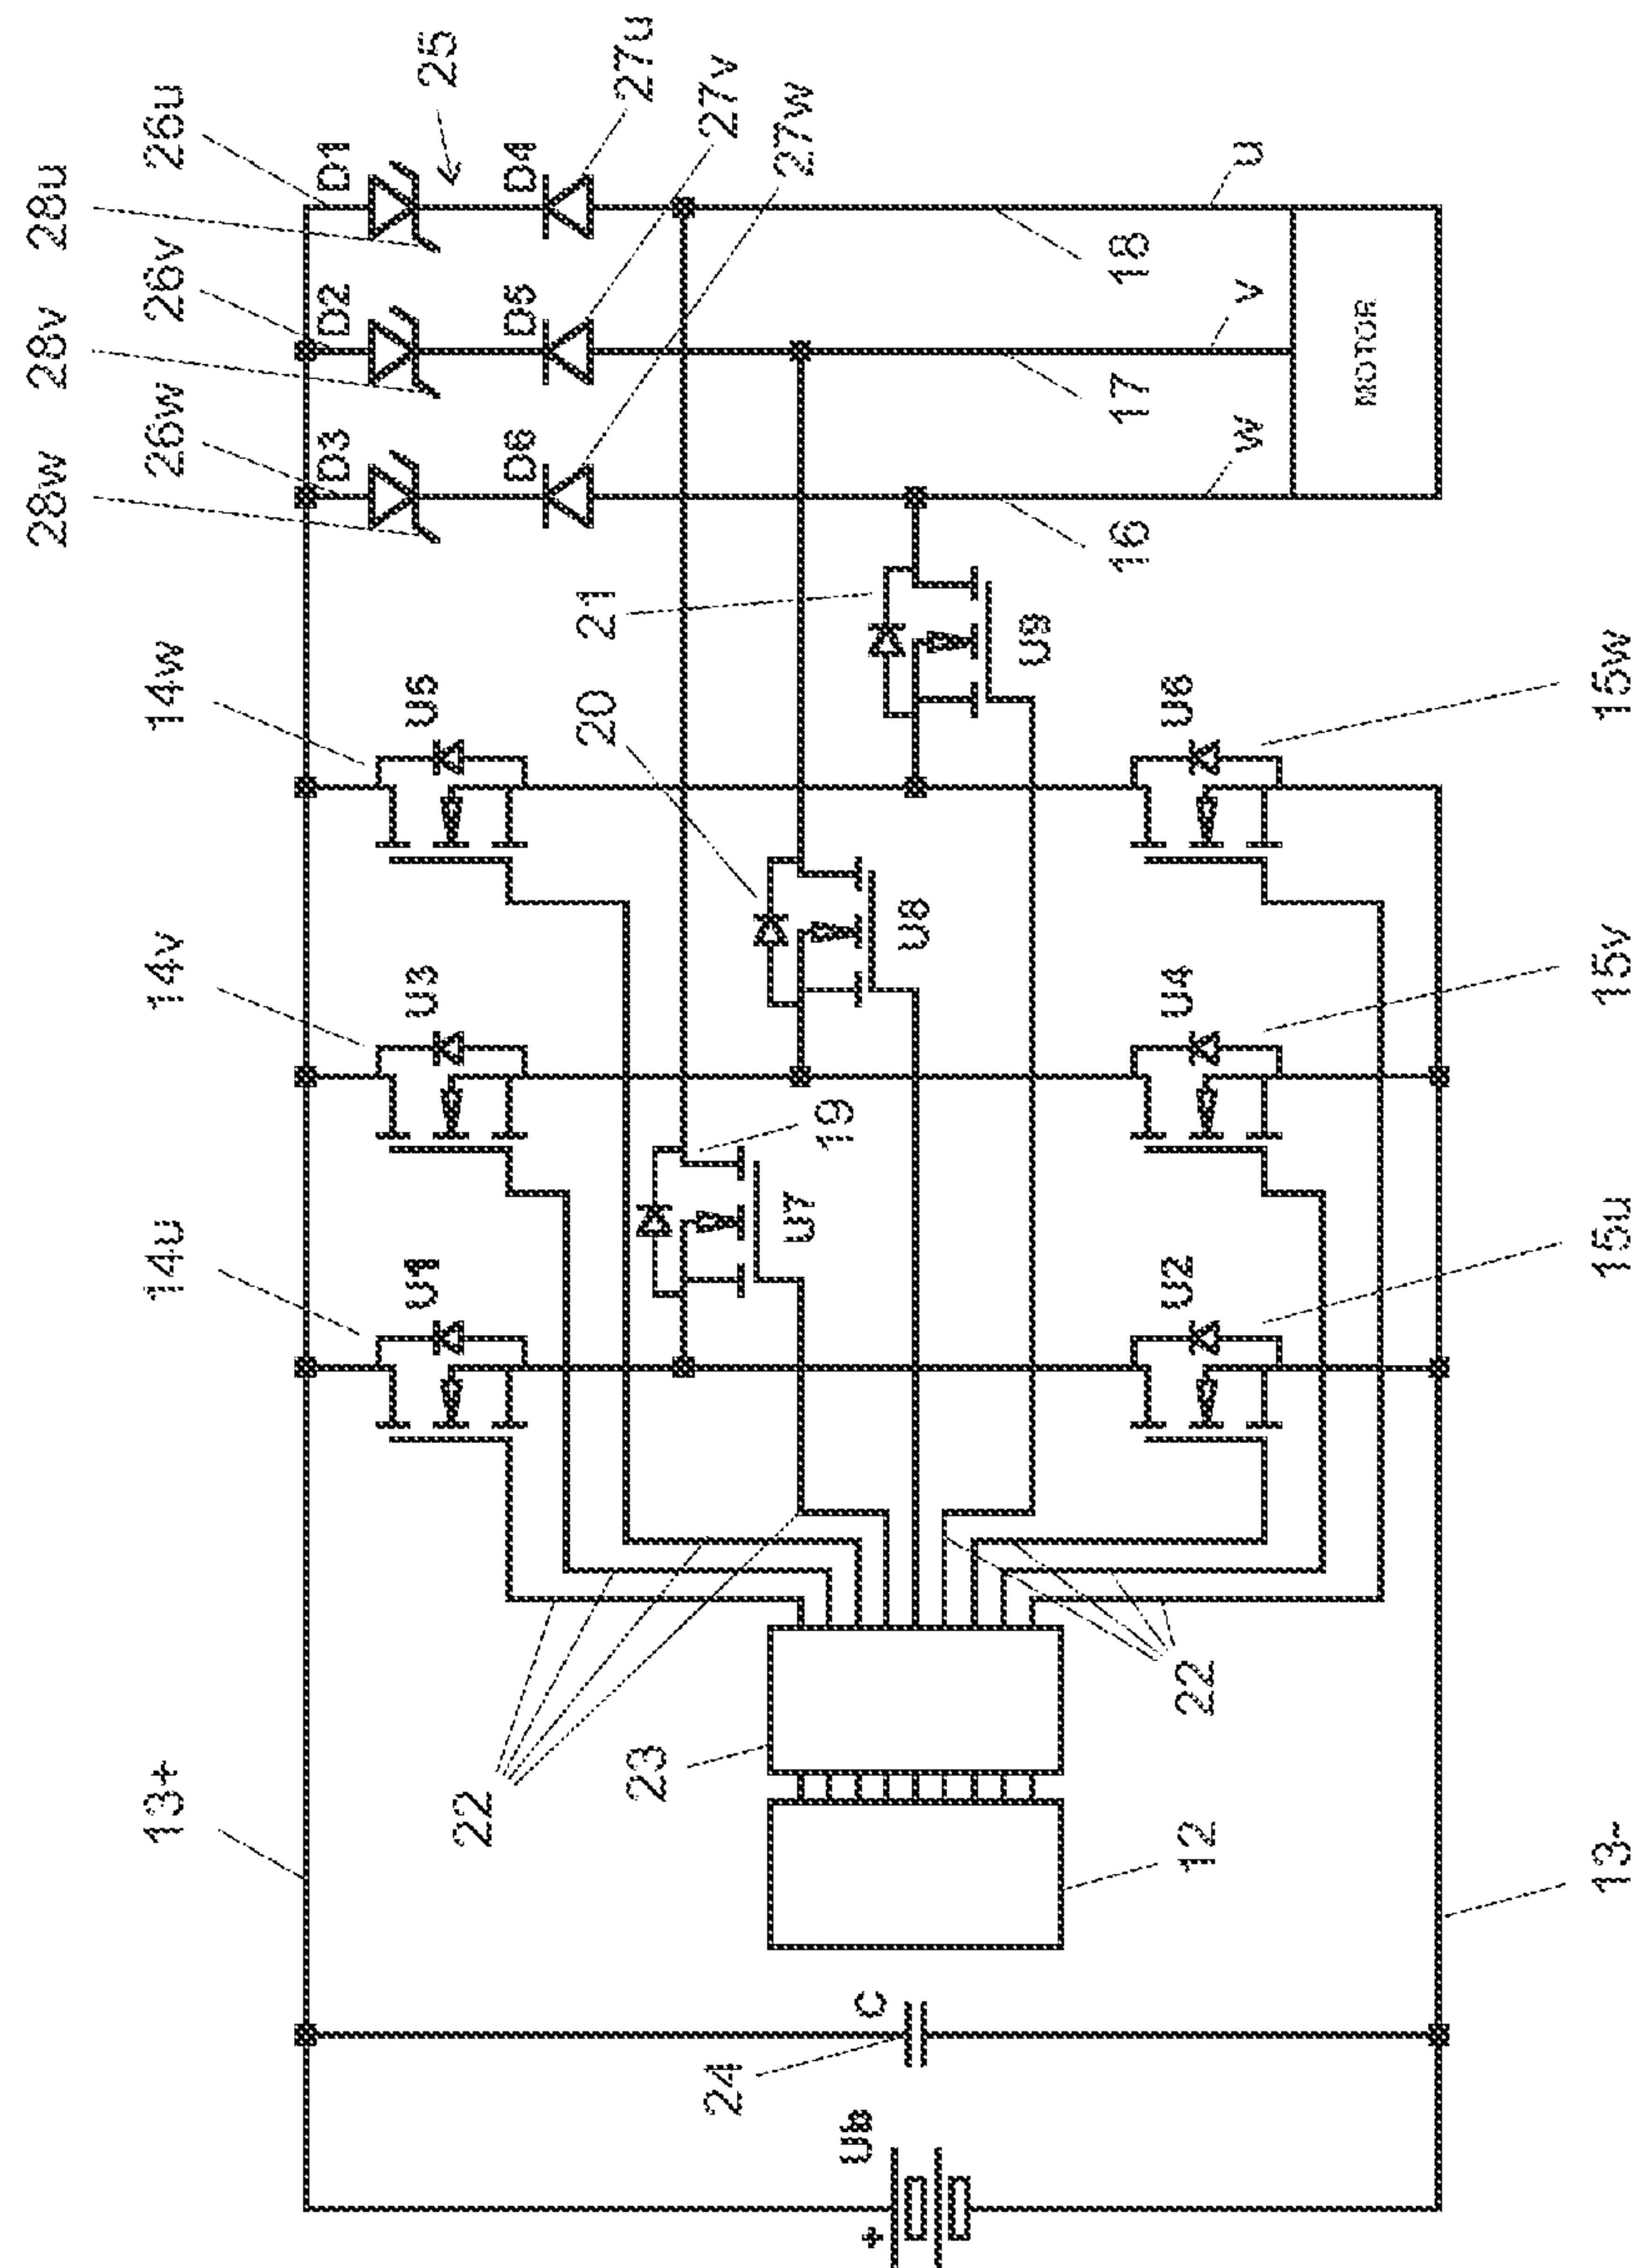 28u
28v
28w
26u
26v
26w
25
27u
27v
27w
D1
D2
D3
D4
D5
D6
14w
14v
14u
13+
U5
U3
U1
21
20
19
U9
U8
U7
18
17
16
u
v
w
MOTOR
U6
U4
U2
15w
15v
15u
22
22
23
12
24
C
Ub
+
13-